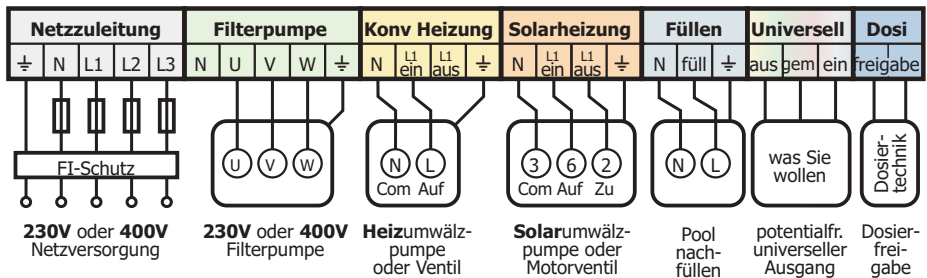 Netzzuleitung Filterpumpe Konv Heizung Solarheizung Füllen Universell Dosi
⏚ N L1 L2 L3 N U V W ⏚ N L1 ein L1 aus ⏚ N L1 ein L1 aus ⏚ N füll ⏚ aus gem ein freigabe
FI-Schutz
U V W
N L
Com Auf
3 6 2
Com Auf Zu
N L
was Sie
wollen
Dosier-
technik
230V oder 400V
Netzversorgung
230V oder 400V
Filterpumpe
Heizumwälz-
pumpe
oder Ventil
Solarumwälz-
pumpe oder
Motorventil
Pool
nach-
füllen
potentialfr.
universeller
Ausgang
Dosier-
frei-
gabe